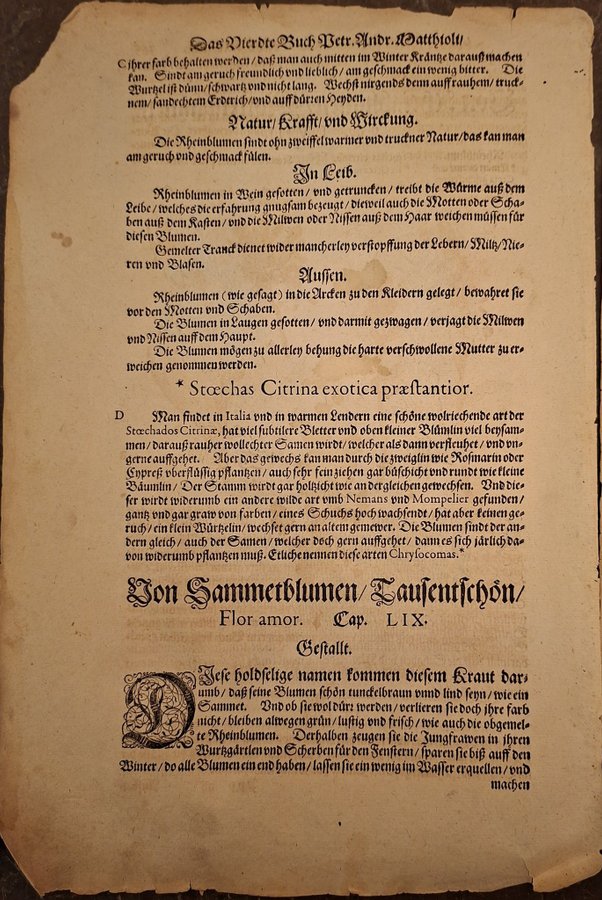 Das Vierdte Buch Petr. Andr. Matthioli/
C jhrer farb behalten werden / daß man auch mitten im Winter Kräntze darauß machen
kan. Sindt am geruch freundlich vnd lieblich / am geschmack ein wenig bitter. Die
Wurtzel ist dünn / schwartz vnd nicht lang. Wechst nirgends denn auff rauhem / truck-
nem / sandechtem Erdtrich / vnd auff dürren Heyden.
Natur / Krafft / vnd Wirckung.
Die Rheinblumen sindt ohn zweiffel warmer vnd truckner Natur / das kan man
am geruch vnd geschmack fülen.
In Leib.
Rheinblumen in Wein gesotten / vnd getruncken / treibt die Würme auß dem
Leibe / welches die erfahrung gnugsam bezeugt / dieweil auch die Motten oder Scha-
ben auß dem Kasten / vnd die Milwen oder Nissen auß dem Haar weichen müssen für
diesen Blumen.
Gemelter Tranck dienet wider mancherley verstopffung der Lebern / Miltz / Nie-
ren vnd Blasen.
Aussen.
Rheinblumen (wie gesagt) in die Arcken zu den Kleidern gelegt / bewahret sie
vor den Motten vnd Schaben.
Die Blumen in Laugen gesotten / vnd darmit gezwagen / verjagt die Milwen
vnd Nissen auff dem Haupt.
Die Blumen mögen zu allerley behung die harte verschwollene Mutter zu er-
weichen genommen werden.
* Stœchas Citrina exotica præstantior.
D Man findet in Italia vnd in warmen Lendern eine schöne wolriechende art der
Stœchados Citrinæ, hat viel subtilere Bletter vnd oben kleiner Blümlin viel beysam-
men / darauß rauher wollechter Samen wirdt / welcher als dann verfleuhet / vnd vn-
gerne auffgehet. Aber das gewechs kan man durch die zweiglin wie Rosmarin oder
Cypreß vberflüssig pflantzen / auch sehr fein ziehen gar büschicht vnd rundt wie kleine
Bäumlin / Der Stamm wirdt gar holtzicht wie an dergleichen gewechsen. Vnd die-
ser wirdt widerumb ein andere wilde art vmb Nemans vnd Mompelier gefunden /
gantz vnd gar graw von farben / eines Schuchs hoch wachsendt / hat aber keinen ge-
ruch / ein klein Würtzelin / wechset gern an altem gemewer. Die Blumen sindt der an-
dern gleich / auch der Samen / welcher doch gern auffgehet / dann es sich järlich da-
von widerumb pflantzen muß. Etliche nennen diese arten Chrysocomas.*
Von Sammetblumen / Tausentschön /
Flor amor. Cap. LIX.
Gestallt.
Diese holdselige namen kommen diesem Kraut dar-
umb / daß seine Blumen schön tunckelbraun vnnd lind seyn / wie ein
Sammet. Vnd ob sie wol dürr werden / verlieren sie doch jhre farb
nicht / bleiben alwegen grün / lustig vnd frisch / wie auch die obgemel-
te Rheinblumen. Derhalben zeugen sie die Jungfrawen in jhren
Wurtzgärtlen vnd Scherben für den Fenstern / sparen sie biß auff den
Winter / do alle Blumen ein end haben / lassen sie ein wenig im Wasser erquellen / vnd
machen